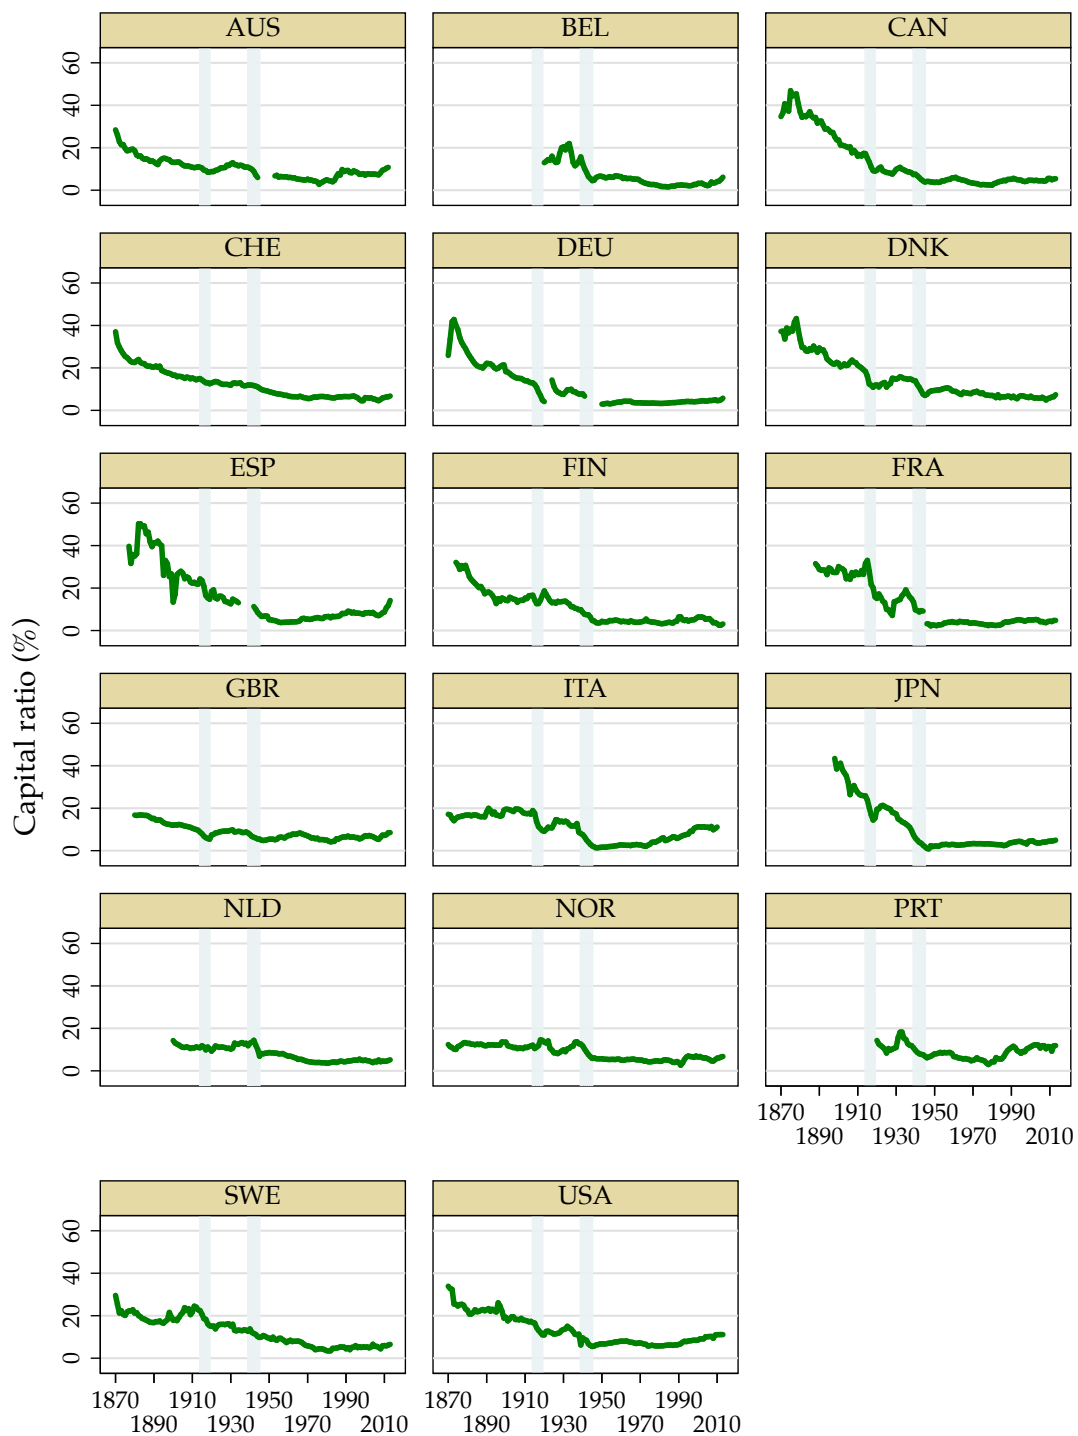 AUS BEL CAN
60
40
20
0
CHE DEU DNK
60
40
20
0
ESP FIN FRA
60
40
20
0
Capital ratio (%)
GBR ITA JPN
60
40
20
0
NLD NOR PRT
60
40
20
0
1870 1910 1950 1990
1890 1930 1970 2010
SWE USA
60
40
20
0
1870 1910 1950 1990 1870 1910 1950 1990
1890 1930 1970 2010 1890 1930 1970 2010